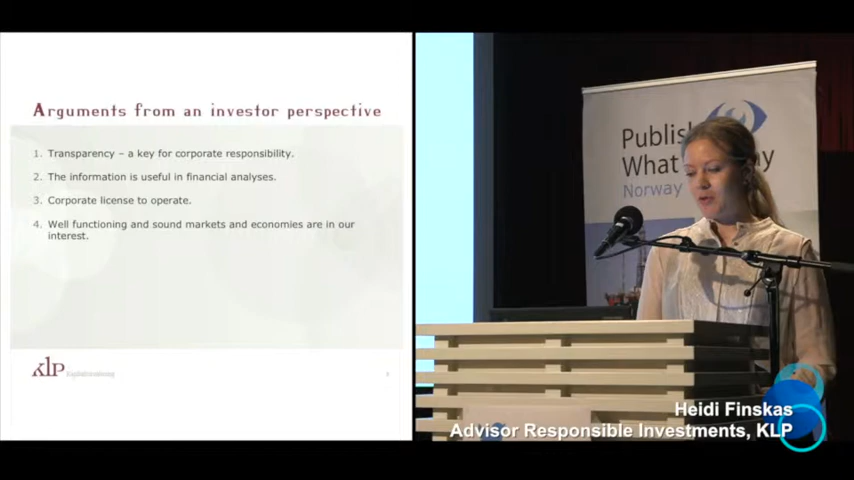 Arguments from an investor perspective
1. Transparency – a key for corporate responsibility.
2. The information is useful in financial analyses.
3. Corporate license to operate.
4. Well functioning and sound markets and economies are in our
interest.
KLP
Publish
What
Norway
Heidi Finskas
Advisor Responsible Investments, KLP